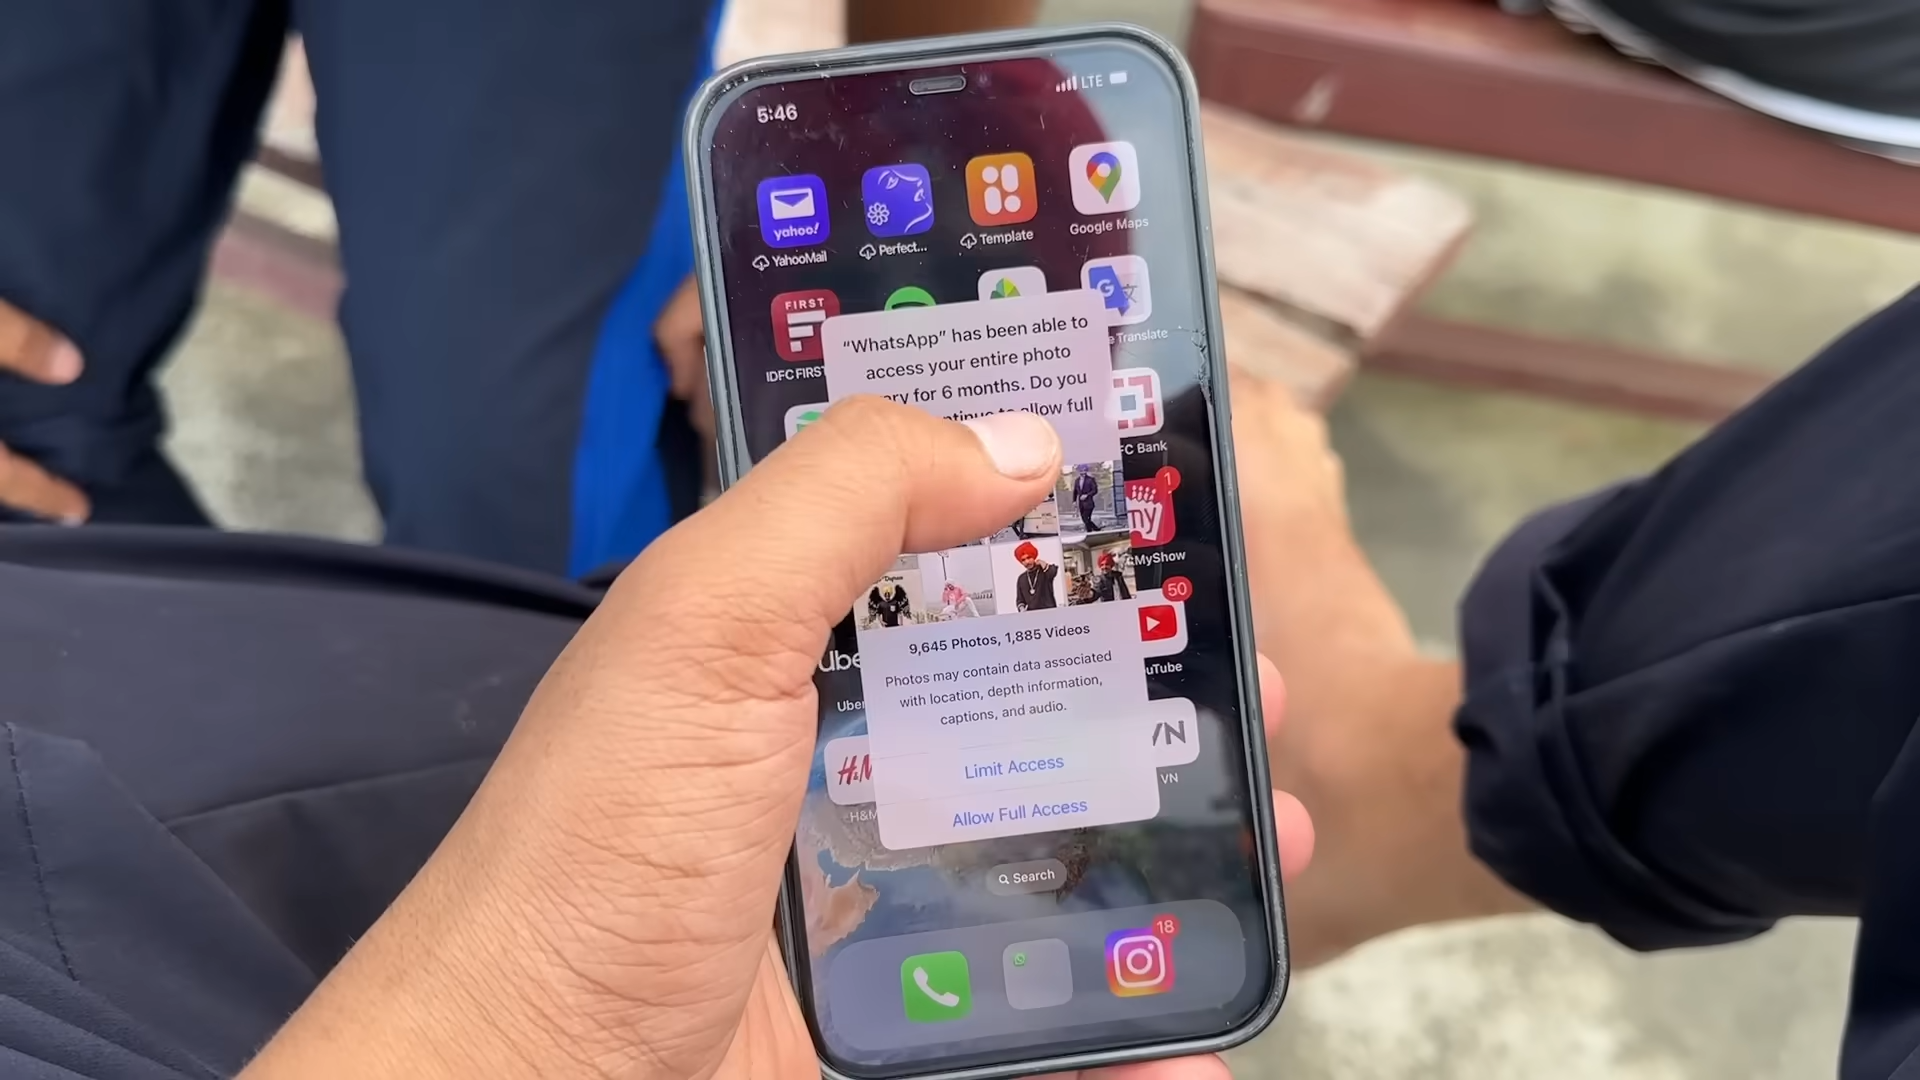 5:46
LTE
yahoo!
YahooMail
Perfect...
Template
Google Maps
FIRST
IDFC FIRST
Translate
“WhatsApp” has been able to
access your entire photo
for 6 months. Do you
allow full
Bank
1
my
MyShow
50
9,645 Photos, 1,885 Videos
Photos may contain data associated
with location, depth information,
captions, and audio.
Uber
H&M
VN
VN
H&M
Limit Access
Allow Full Access
Search
18